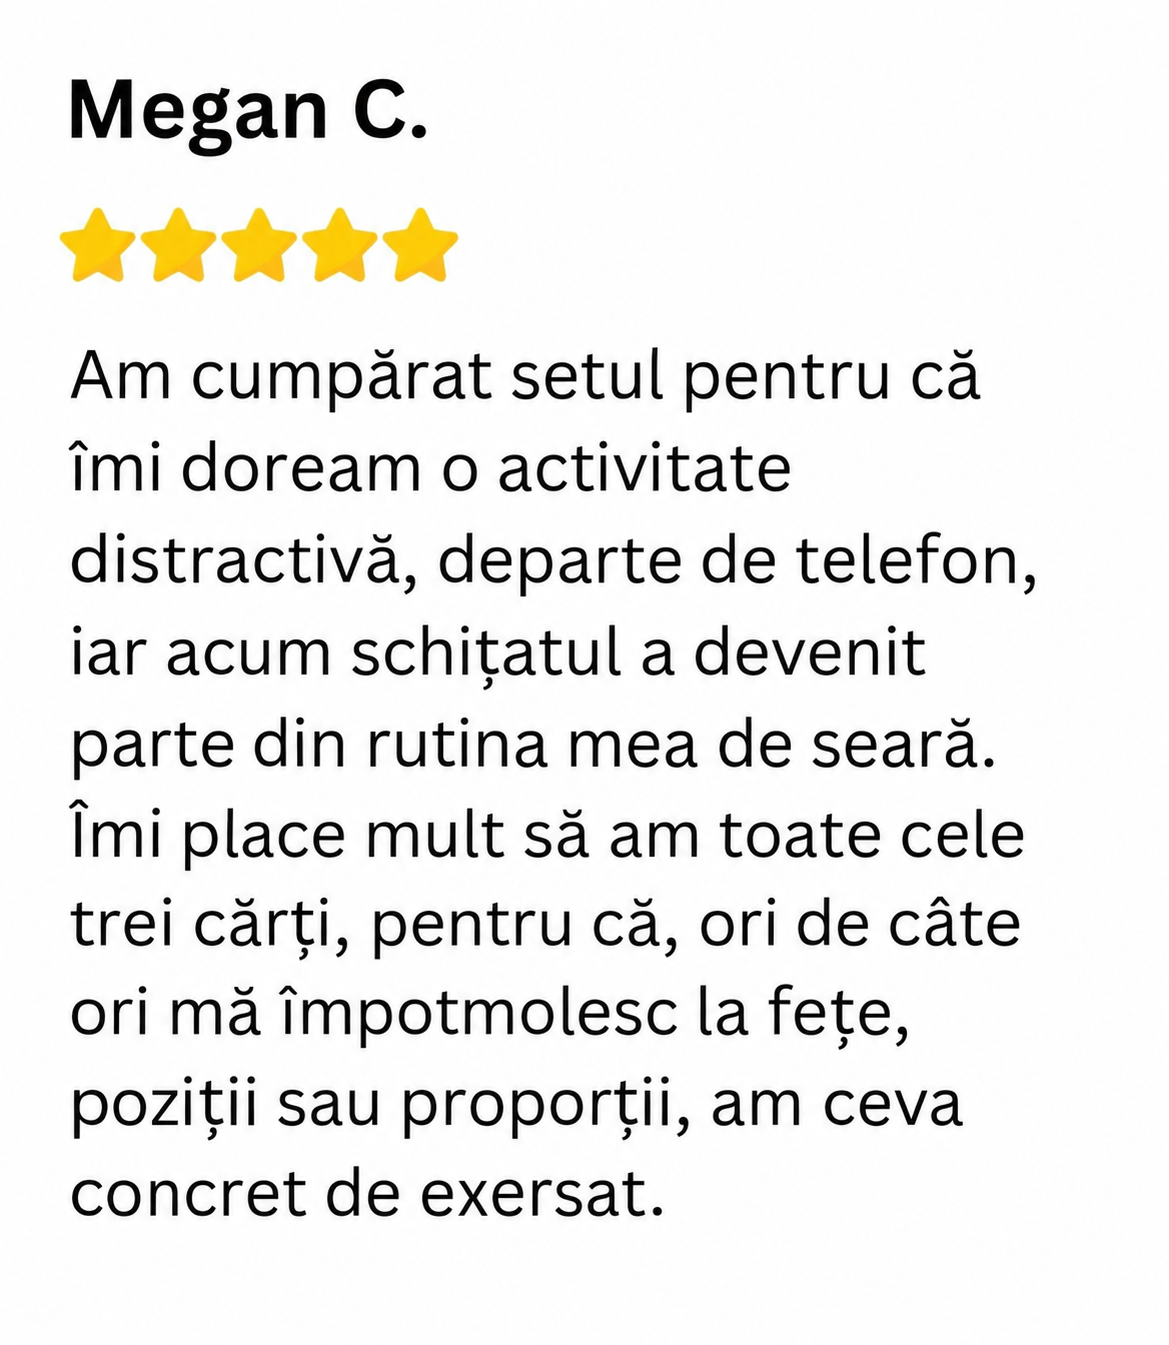 Megan C.
Am cumpărat setul pentru că
îmi doream o activitate
distractivă, departe de telefon,
iar acum schițatul a devenit
parte din rutina mea de seară.
Îmi place mult să am toate cele
trei cărți, pentru că, ori de câte
ori mă împotmolesc la fețe,
poziții sau proporții, am ceva
concret de exersat.